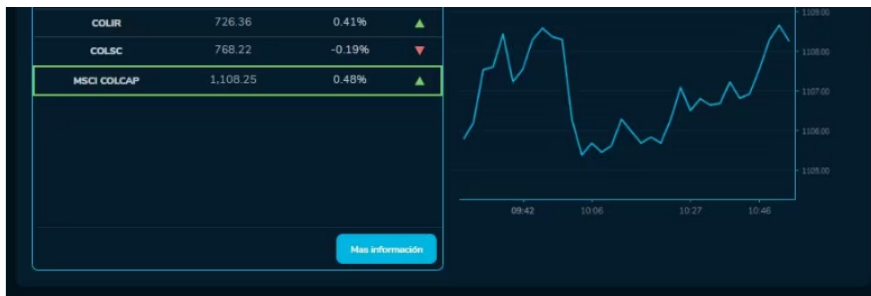 COLIR 726.36 0.41% ▲
COLSC 768.22 -0.19% ▼
MSCI COLCAP 1,108.25 0.48% ▲
Mas información
1109.00
1108.00
1107.00
1106.00
1105.00
09:42 10:06 10:27 10:46